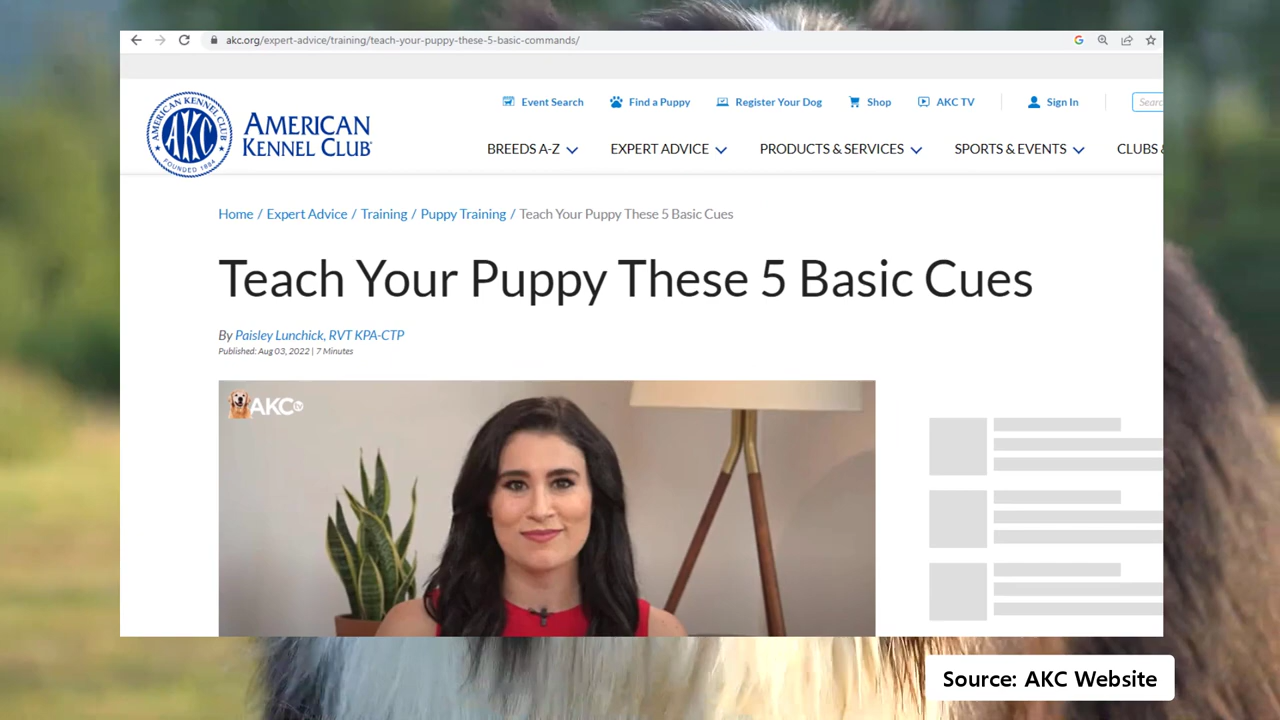 akc.org/expert-advice/training/teach-your-puppy-these-5-basic-commands/
AMERICAN KENNEL CLUB
AKC
FOUNDED 1884
AMERICAN
KENNEL CLUB
Event Search Find a Puppy Register Your Dog Shop AKC TV Sign In
BREEDS A-Z EXPERT ADVICE PRODUCTS & SERVICES SPORTS & EVENTS CLUBS &
Home / Expert Advice / Training / Puppy Training / Teach Your Puppy These 5 Basic Cues
Teach Your Puppy These 5 Basic Cues
By Paisley Lunchick, RVT KPA-CTP
Published: Aug 03, 2022 | 7 Minutes
AKC tv
Source: AKC Website